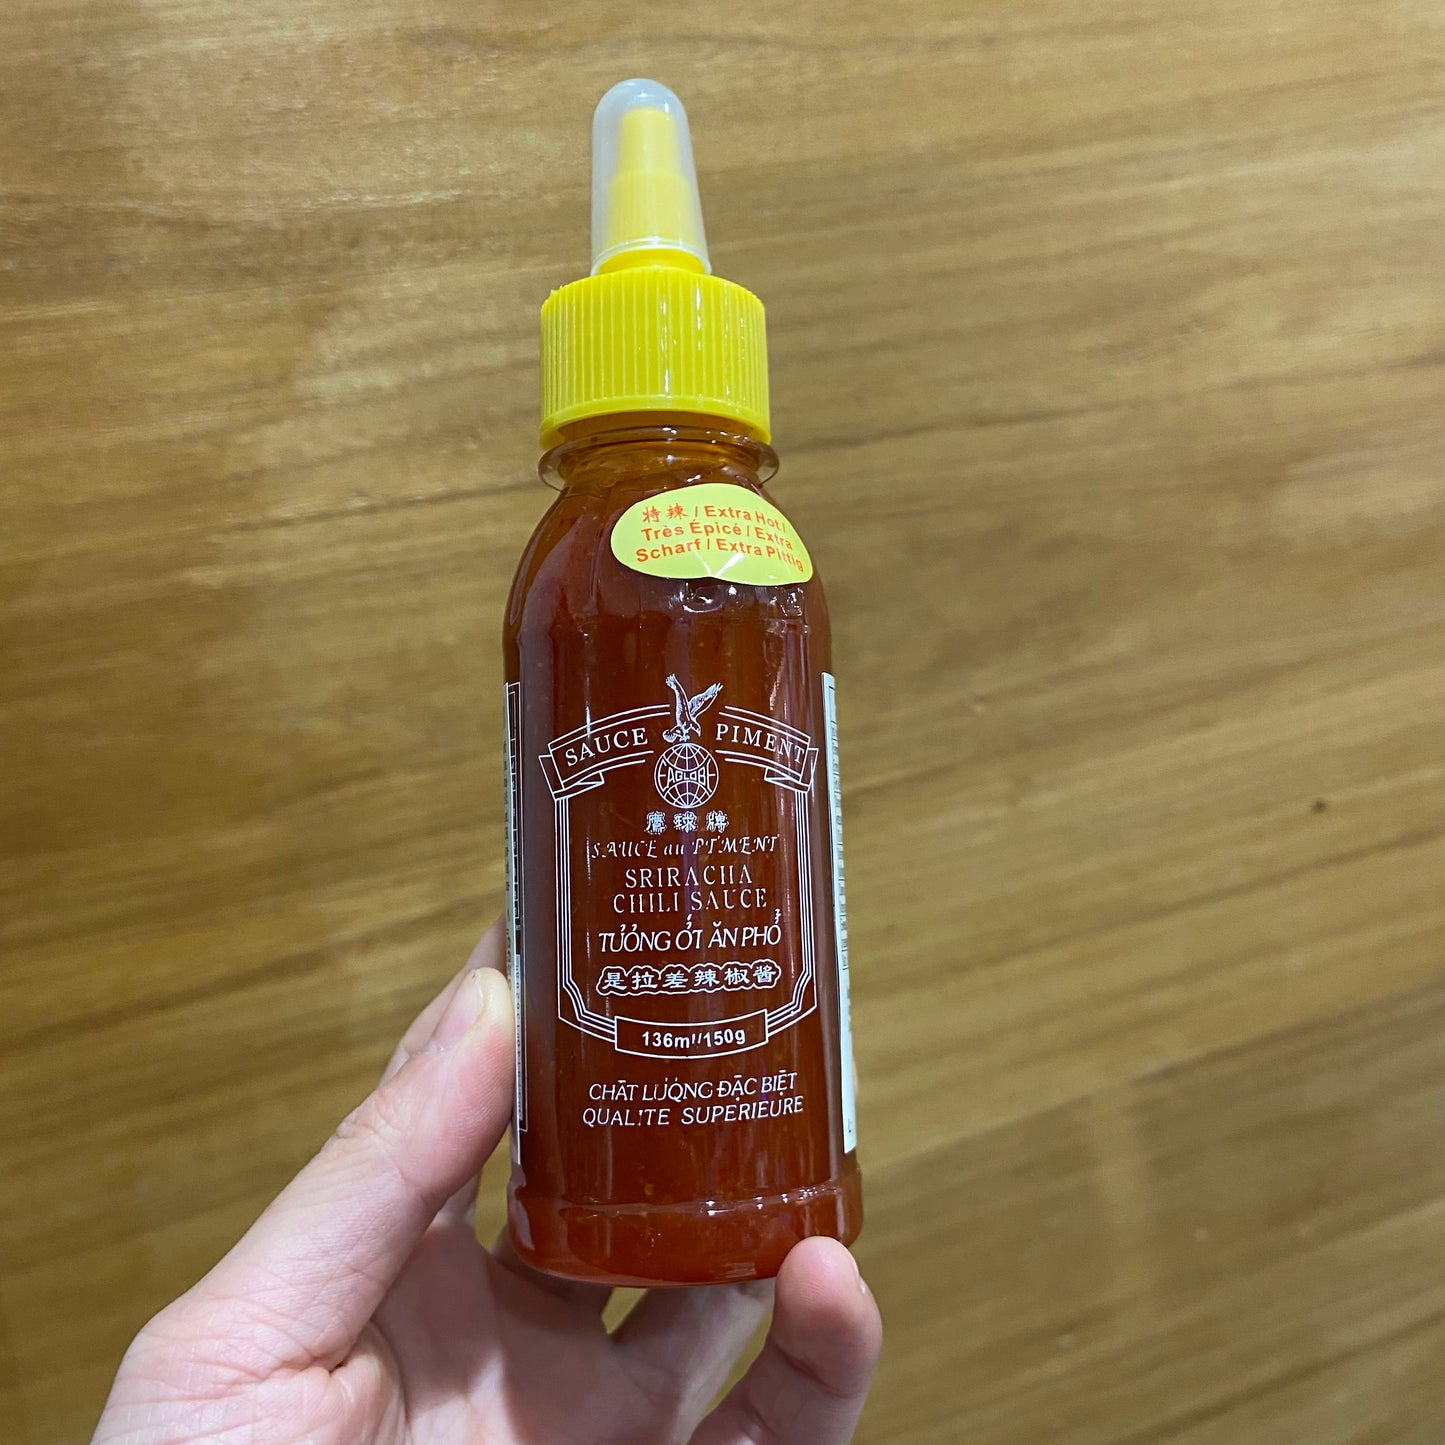 特辣 / Extra Hot /
Très Épicé / Extra
Scharf / Extra Pittig
SAUCE PIMENT
EAGLOBE
鷹球牌
SAUCE au PIMENT
SRIRACHA
CHILI SAUCE
TƯỎNG ỚT ĂN PHỞ
是拉差辣椒醬
136ml/150g
CHẤT LƯỢNG ĐẶC BIỆT
QUALITE SUPERIEURE